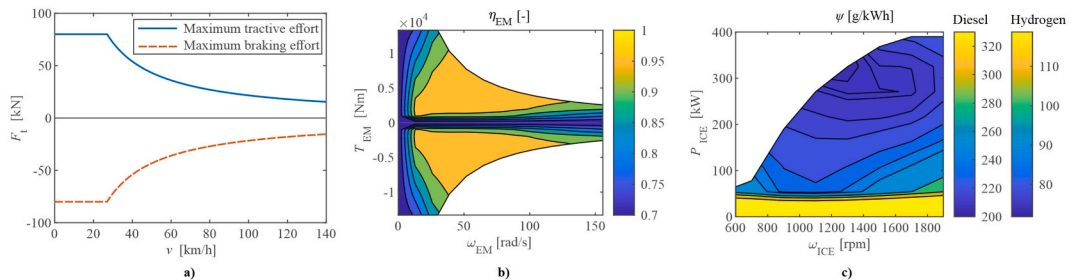 100
50
0
-50
-100
F_t [kN]
Maximum tractive effort
Maximum braking effort
0 20 40 60 80 100 120 140
v [km/h]
a)
η_EM [-]
×10^4
1
0.5
0
-0.5
-1
T_EM [Nm]
0 50 100 150
ω_EM [rad/s]
1
0.95
0.9
0.85
0.8
0.75
0.7
b)
ψ [g/kWh]
400
300
200
100
0
P_ICE [kW]
600 800 1000 1200 1400 1600 1800
ω_ICE [rpm]
Diesel
320
300
280
260
240
220
200
Hydrogen
110
100
90
80
c)